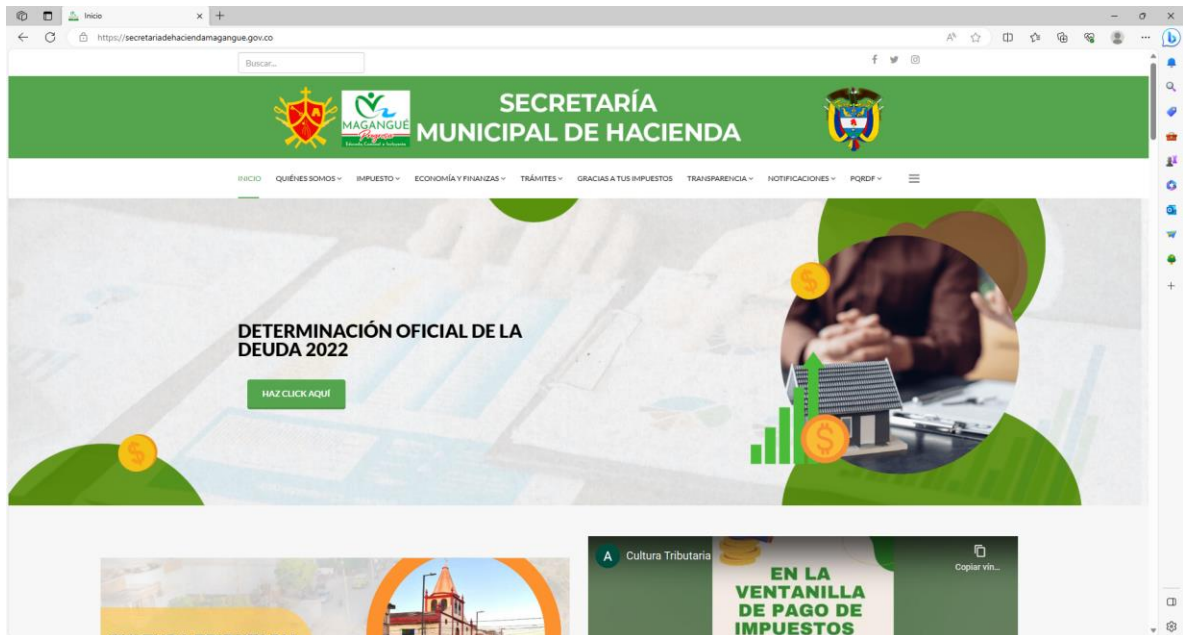 Inicio
https://secretariadehaciendamagangue.gov.co
Buscar...
MAGANGUÉ
SECRETARÍA
MUNICIPAL DE HACIENDA
INICIO QUIÉNES SOMOS IMPUESTO ECONOMÍA Y FINANZAS TRÁMITES GRACIAS A TUS IMPUESTOS TRANSPARENCIA NOTIFICACIONES PQRDF
DETERMINACIÓN OFICIAL DE LA
DEUDA 2022
HAZ CLICK AQUÍ
A Cultura Tributaria
Copiar vín...
EN LA
VENTANILLA
DE PAGO DE
IMPUESTOS